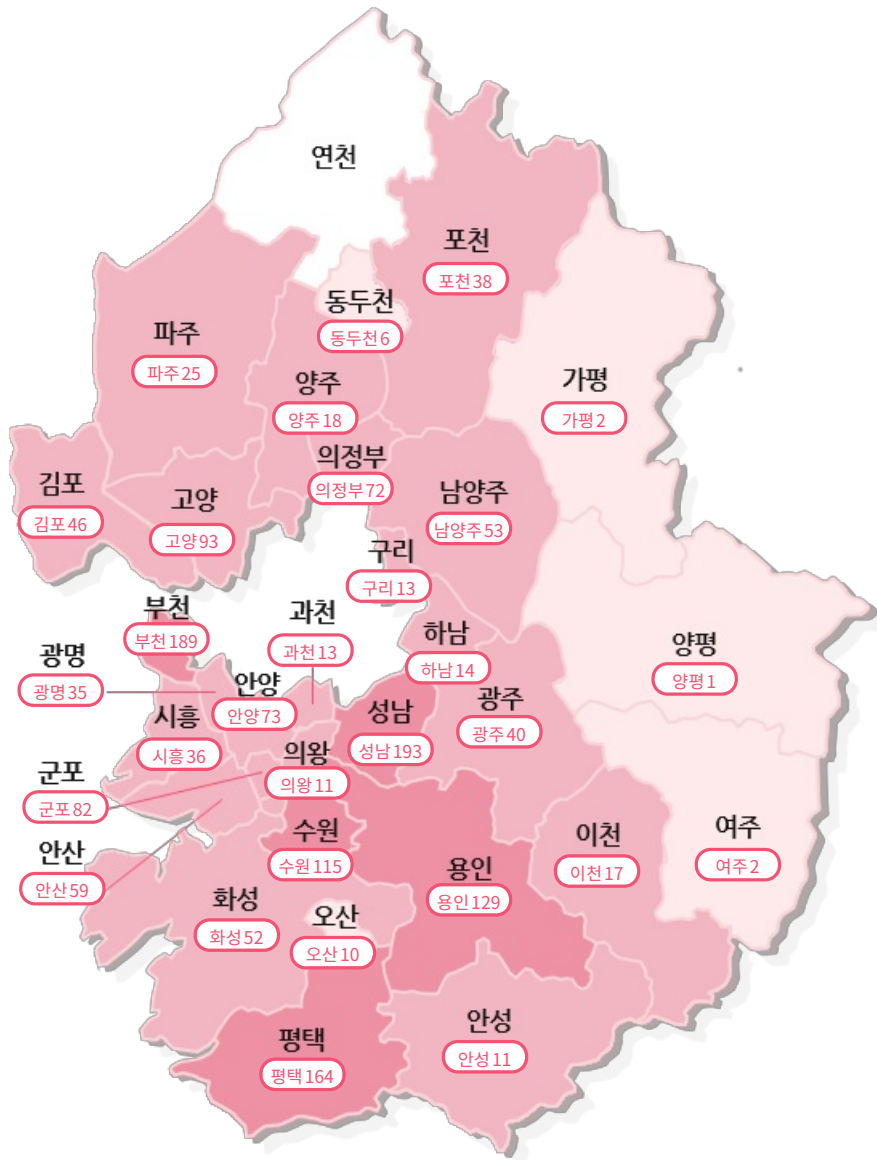 연천
포천
포천38
동두천
동두천6
파주
파주25
양주
양주18
가평
가평2
의정부
의정부72
김포
김포46
고양
고양93
남양주
남양주53
구리
구리13
부천
부천189
과천
과천13
하남
하남14
양평
양평1
광명
광명35
안양
안양73
시흥
시흥36
성남
성남193
광주
광주40
의왕
의왕11
군포
군포82
수원
수원115
이천
이천17
여주
여주2
안산
안산59
용인
용인129
화성
화성52
오산
오산10
안성
안성11
평택
평택164